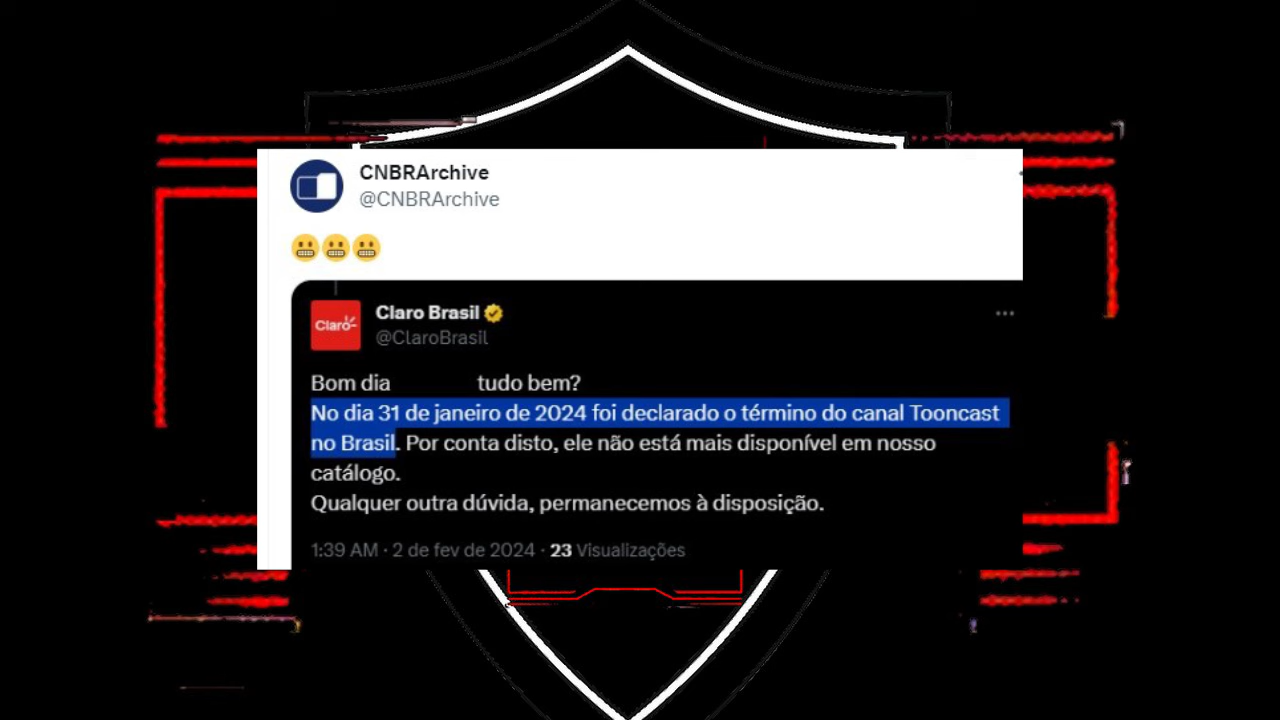 CNBRArchive
@CNBRArchive
😬😬😬
Claro
Claro Brasil
@ClaroBrasil
Bom dia tudo bem?
No dia 31 de janeiro de 2024 foi declarado o término do canal Tooncast
no Brasil. Por conta disto, ele não está mais disponível em nosso
catálogo.
Qualquer outra dúvida, permanecemos à disposição.
1:39 AM · 2 de fev de 2024 · 23 Visualizações